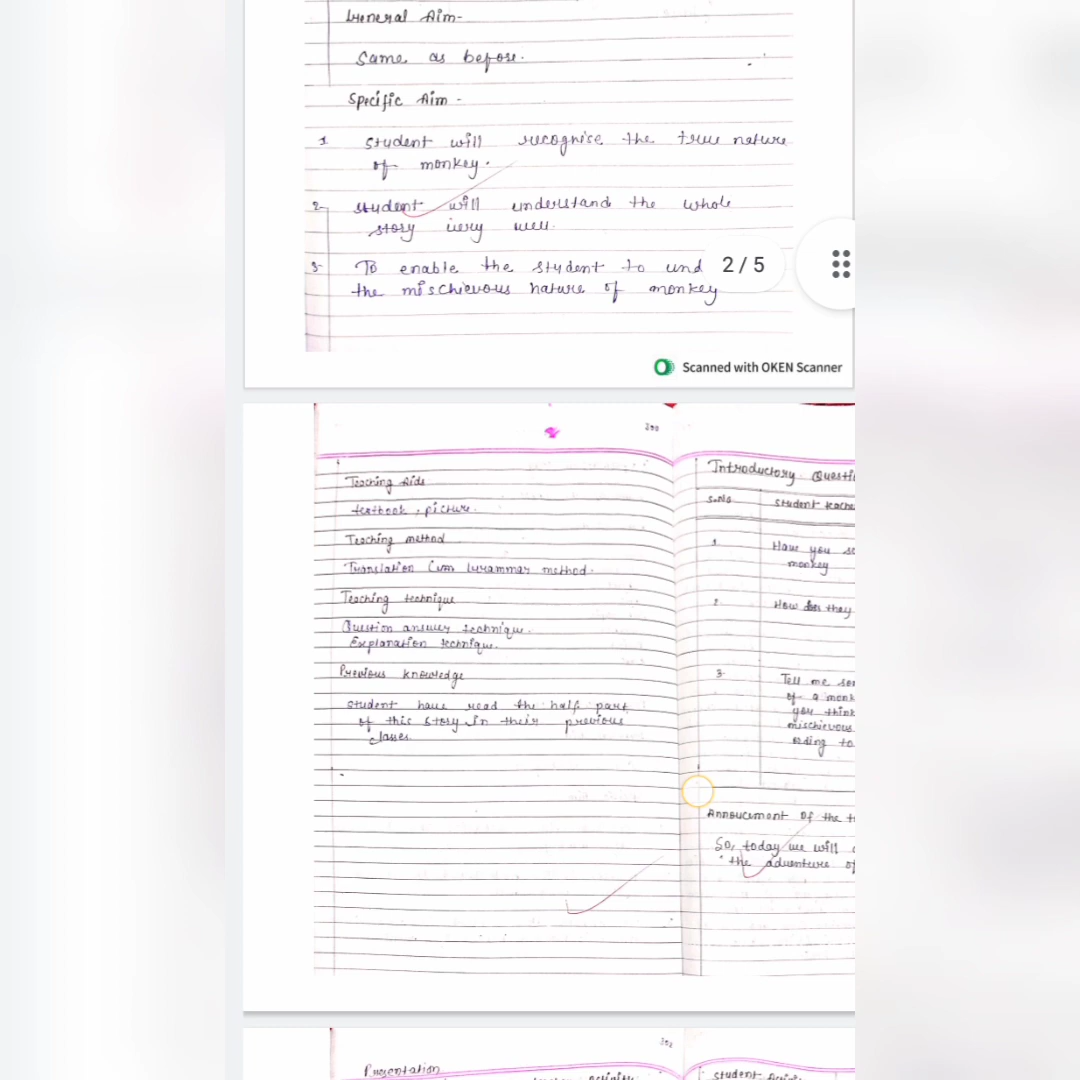 General Aim-
Same as before.
Specific Aim -
1 Student will recognise the true nature
of monkey.
2 student will understand the whole
story very well.
3- To enable the student to und
the mischievous nature of monkey
2 / 5
Scanned with OKEN Scanner
Teaching Aids
textbook, picture.
Teaching method
Translation Cum Grammar method.
Teaching technique
Question answer technique.
Explanation technique.
Previous knowledge
student have read the half part
of this story in their previous
classes.
Introductory Questi
S.No Student teache
1 Have you se
monkey
2 How does they
3 Tell me so
of a monk
you think
mischievous
ording to
Annoucement of the t
So, today we will
the adventure of
Presentation
activity
student